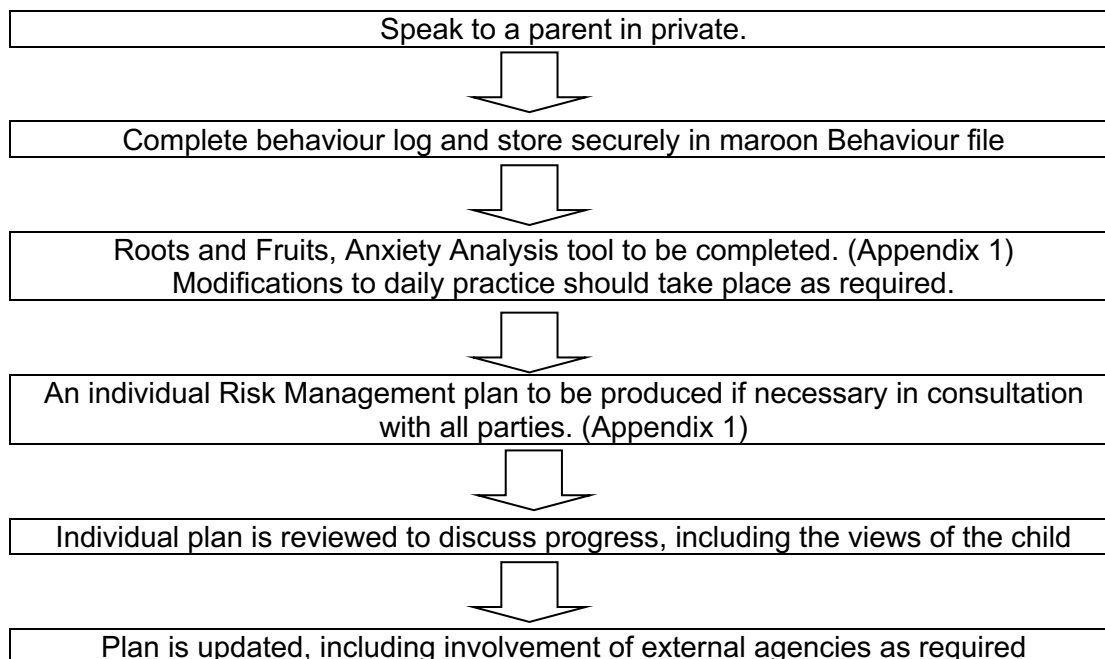 Speak to a parent in private.
Complete behaviour log and store securely in maroon Behaviour file
Roots and Fruits, Anxiety Analysis tool to be completed. (Appendix 1)
Modifications to daily practice should take place as required.
An individual Risk Management plan to be produced if necessary in consultation
with all parties. (Appendix 1)
Individual plan is reviewed to discuss progress, including the views of the child
Plan is updated, including involvement of external agencies as required